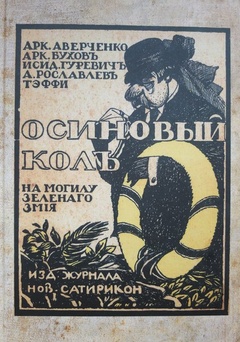 АРК. АВЕРЧЕНКО
АРК. БУХОВЪ
ИСИД. ГУРЕВИЧЪ
А. РОСЛАВЛЕВЪ
ТЭФФИ
ОСИНОВЫЙ
КОЛЪ
НА МОГИЛУ
ЗЕЛЕНАГО
ЗМІЯ
ИЗД. ЖУРНАЛА
НОВ. САТИРИКОН